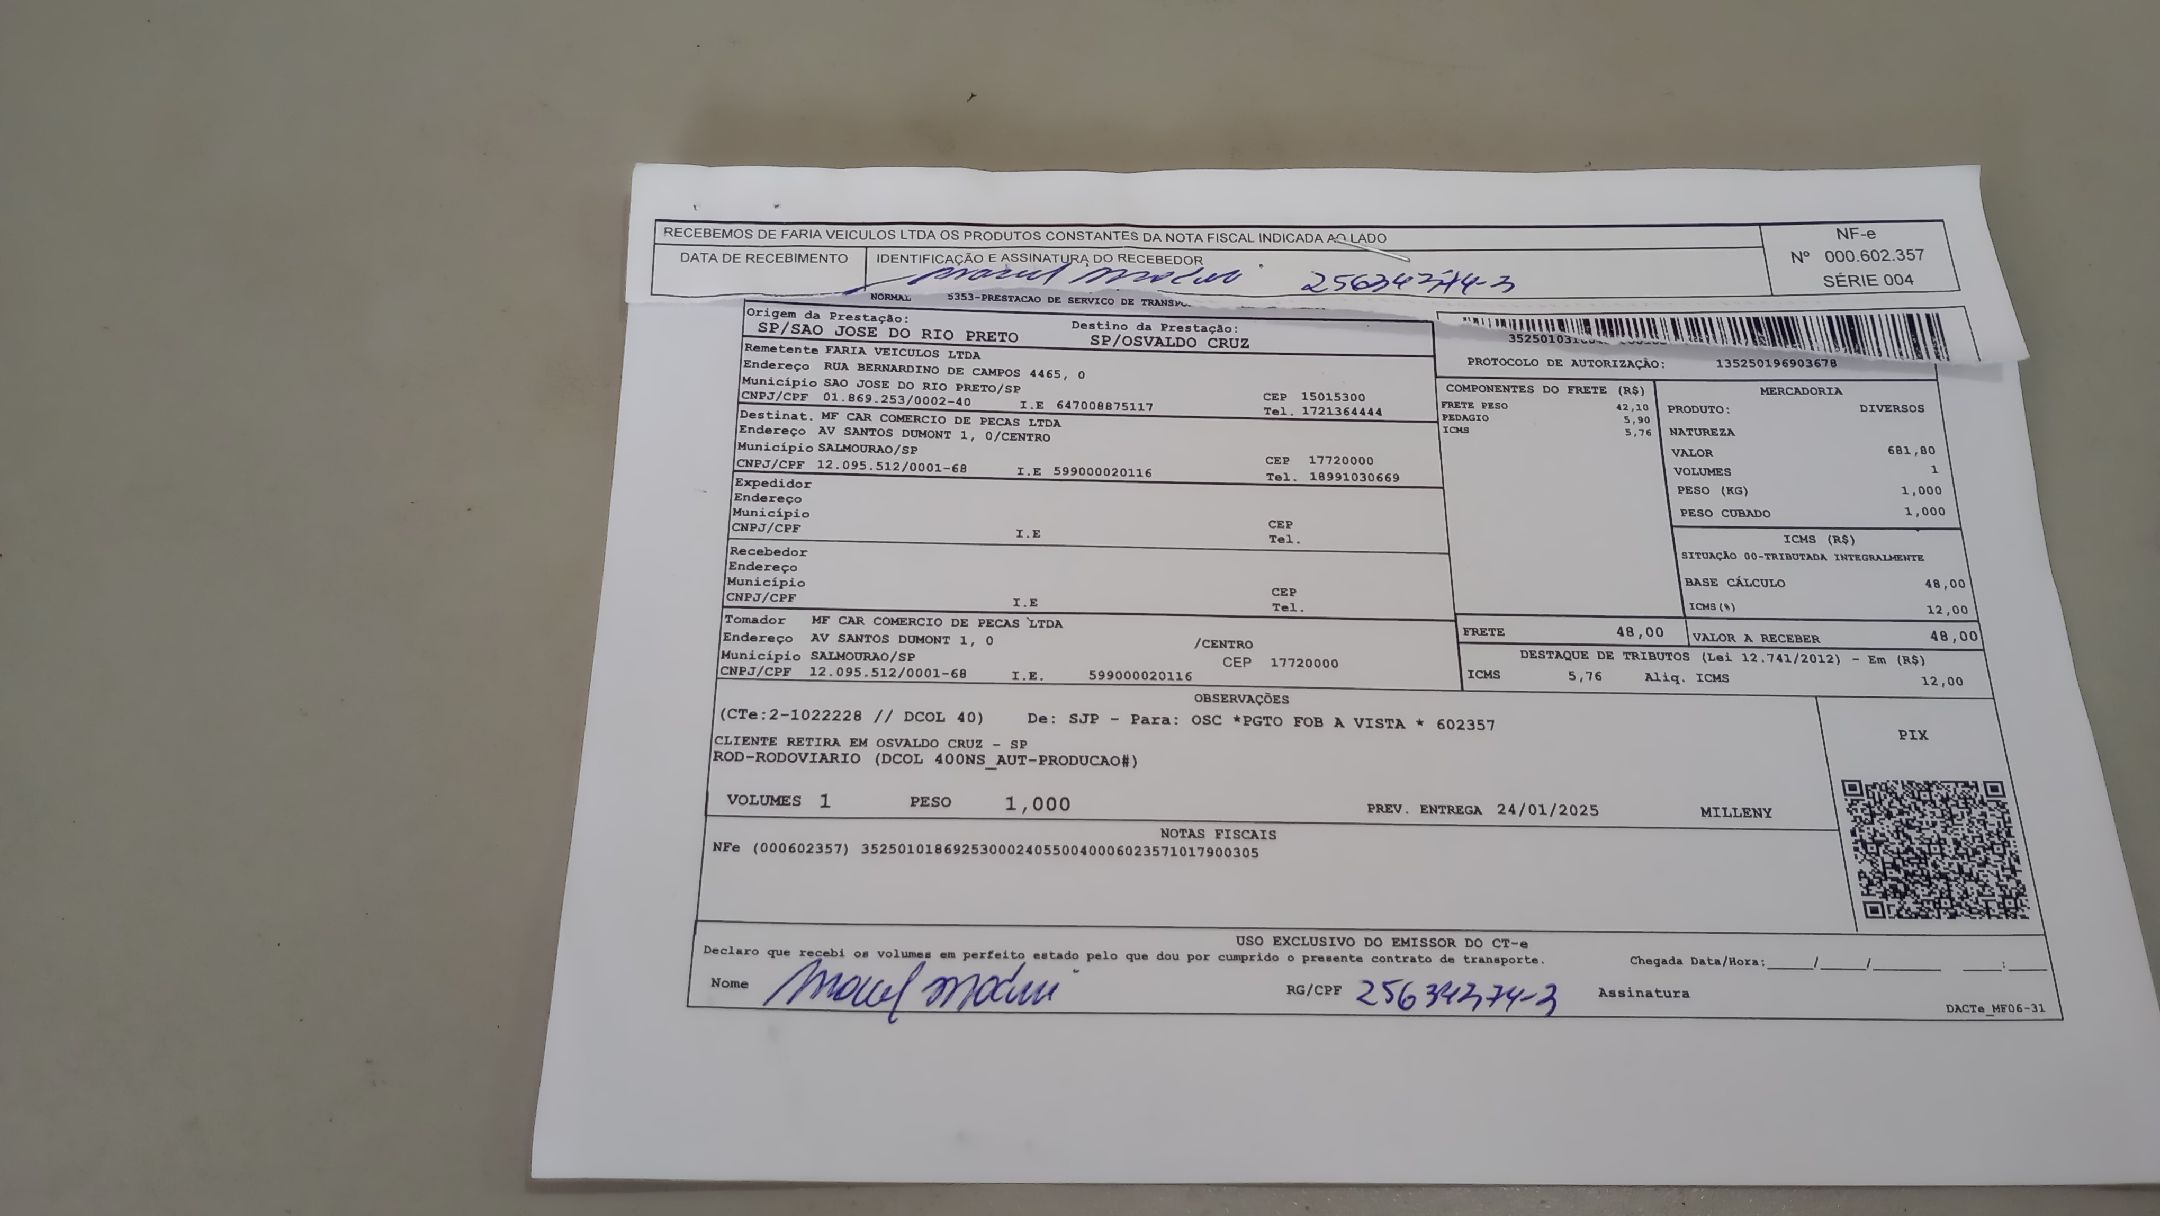 RECEBEMOS DE FARIA VEICULOS LTDA OS PRODUTOS CONSTANTES DA NOTA FISCAL INDICADA AO LADO
NF-e
Nº 000.602.357
SÉRIE 004
DATA DE RECEBIMENTO
IDENTIFICAÇÃO E ASSINATURA DO RECEBEDOR
NORMAL 5353-PRESTACAO DE SERVICO DE
Origem da Prestação:
SP/SAO JOSE DO RIO PRETO
Destino da Prestação:
SP/OSVALDO CRUZ
PROTOCOLO DE AUTORIZAÇÃO: 135250196903678
Remetente FARIA VEICULOS LTDA
Endereço RUA BERNARDINO DE CAMPOS 4465, 0
Município SAO JOSE DO RIO PRETO/SP CEP 15015300
CNPJ/CPF 01.869.253/0002-40 I.E 647008875117 Tel. 1721364444
Destinat. MF CAR COMERCIO DE PECAS LTDA
Endereço AV SANTOS DUMONT 1, 0/CENTRO
Município SALMOURAO/SP CEP 17720000
CNPJ/CPF 12.095.512/0001-68 I.E 599000020116 Tel. 18991030669
Expedidor
Endereço
Município CEP
CNPJ/CPF I.E Tel.
Recebedor
Endereço
Município CEP
CNPJ/CPF I.E Tel.
Tomador MF CAR COMERCIO DE PECAS LTDA
Endereço AV SANTOS DUMONT 1, 0 /CENTRO
Município SALMOURAO/SP CEP 17720000
CNPJ/CPF 12.095.512/0001-68 I.E. 599000020116
COMPONENTES DO FRETE (R$)
FRETE PESO 42,10
PEDAGIO 5,90
ICMS 5,76
MERCADORIA
PRODUTO: DIVERSOS
NATUREZA
VALOR 681,80
VOLUMES 1
PESO (KG) 1,000
PESO CUBADO 1,000
ICMS (R$)
SITUAÇÃO 00-TRIBUTADA INTEGRALMENTE
BASE CÁLCULO 48,00
ICMS(%) 12,00
FRETE 48,00 VALOR A RECEBER 48,00
DESTAQUE DE TRIBUTOS (Lei 12.741/2012) - Em (R$)
ICMS 5,76 Aliq. ICMS 12,00
OBSERVAÇÕES
(CTe:2-1022228 // DCOL 40) De: SJP - Para: OSC *PGTO FOB A VISTA * 602357
CLIENTE RETIRA EM OSVALDO CRUZ - SP
ROD-RODOVIARIO (DCOL 400NS_AUT-PRODUCAO#)
PIX
VOLUMES 1 PESO 1,000 PREV. ENTREGA 24/01/2025 MILLENY
NOTAS FISCAIS
NFe (000602357) 35250101869253000240550040006023571017900305
USO EXCLUSIVO DO EMISSOR DO CT-e
Declaro que recebi os volumes em perfeito estado pelo que dou por cumprido o presente contrato de transporte. Chegada Data/Hora:____/____/______ ____:____
Nome RG/CPF 25634274-3 Assinatura
DACTe_MF06-31